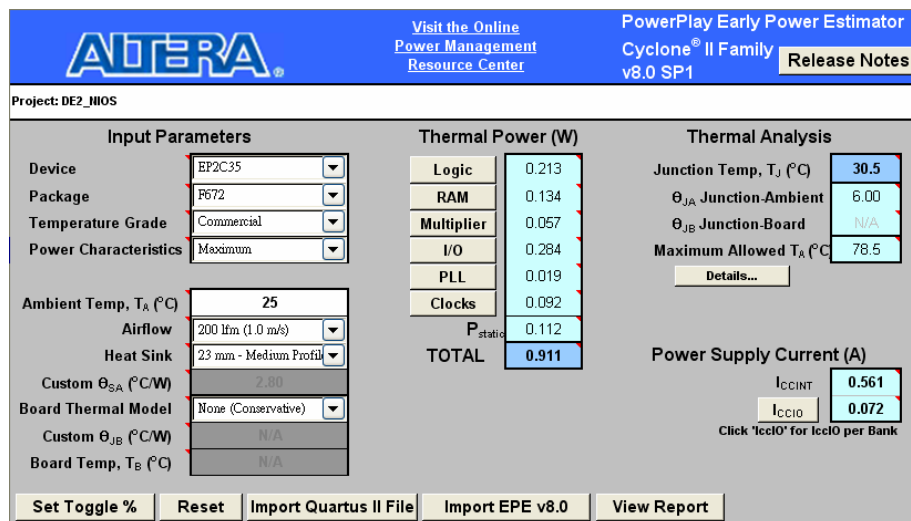 ALTERA®
Visit the Online
Power Management
Resource Center
PowerPlay Early Power Estimator
Cyclone® II Family
v8.0 SP1
Release Notes
Project: DE2_NIOS
Input Parameters
Device EP2C35
Package F672
Temperature Grade Commercial
Power Characteristics Maximum
Ambient Temp, TA (°C) 25
Airflow 200 lfm (1.0 m/s)
Heat Sink 23 mm - Medium Profil
Custom θSA (°C/W) 2.80
Board Thermal Model None (Conservative)
Custom θJB (°C/W) N/A
Board Temp, TB (°C) N/A
Thermal Power (W)
Logic 0.213
RAM 0.134
Multiplier 0.057
I/O 0.284
PLL 0.019
Clocks 0.092
Pstatic 0.112
TOTAL 0.911
Thermal Analysis
Junction Temp, TJ (°C) 30.5
θJA Junction-Ambient 6.00
θJB Junction-Board N/A
Maximum Allowed TA (°C 78.5
Details...
Power Supply Current (A)
ICCINT 0.561
ICCIO 0.072
Click 'IccIO' for IccIO per Bank
Set Toggle %
Reset
Import Quartus II File
Import EPE v8.0
View Report